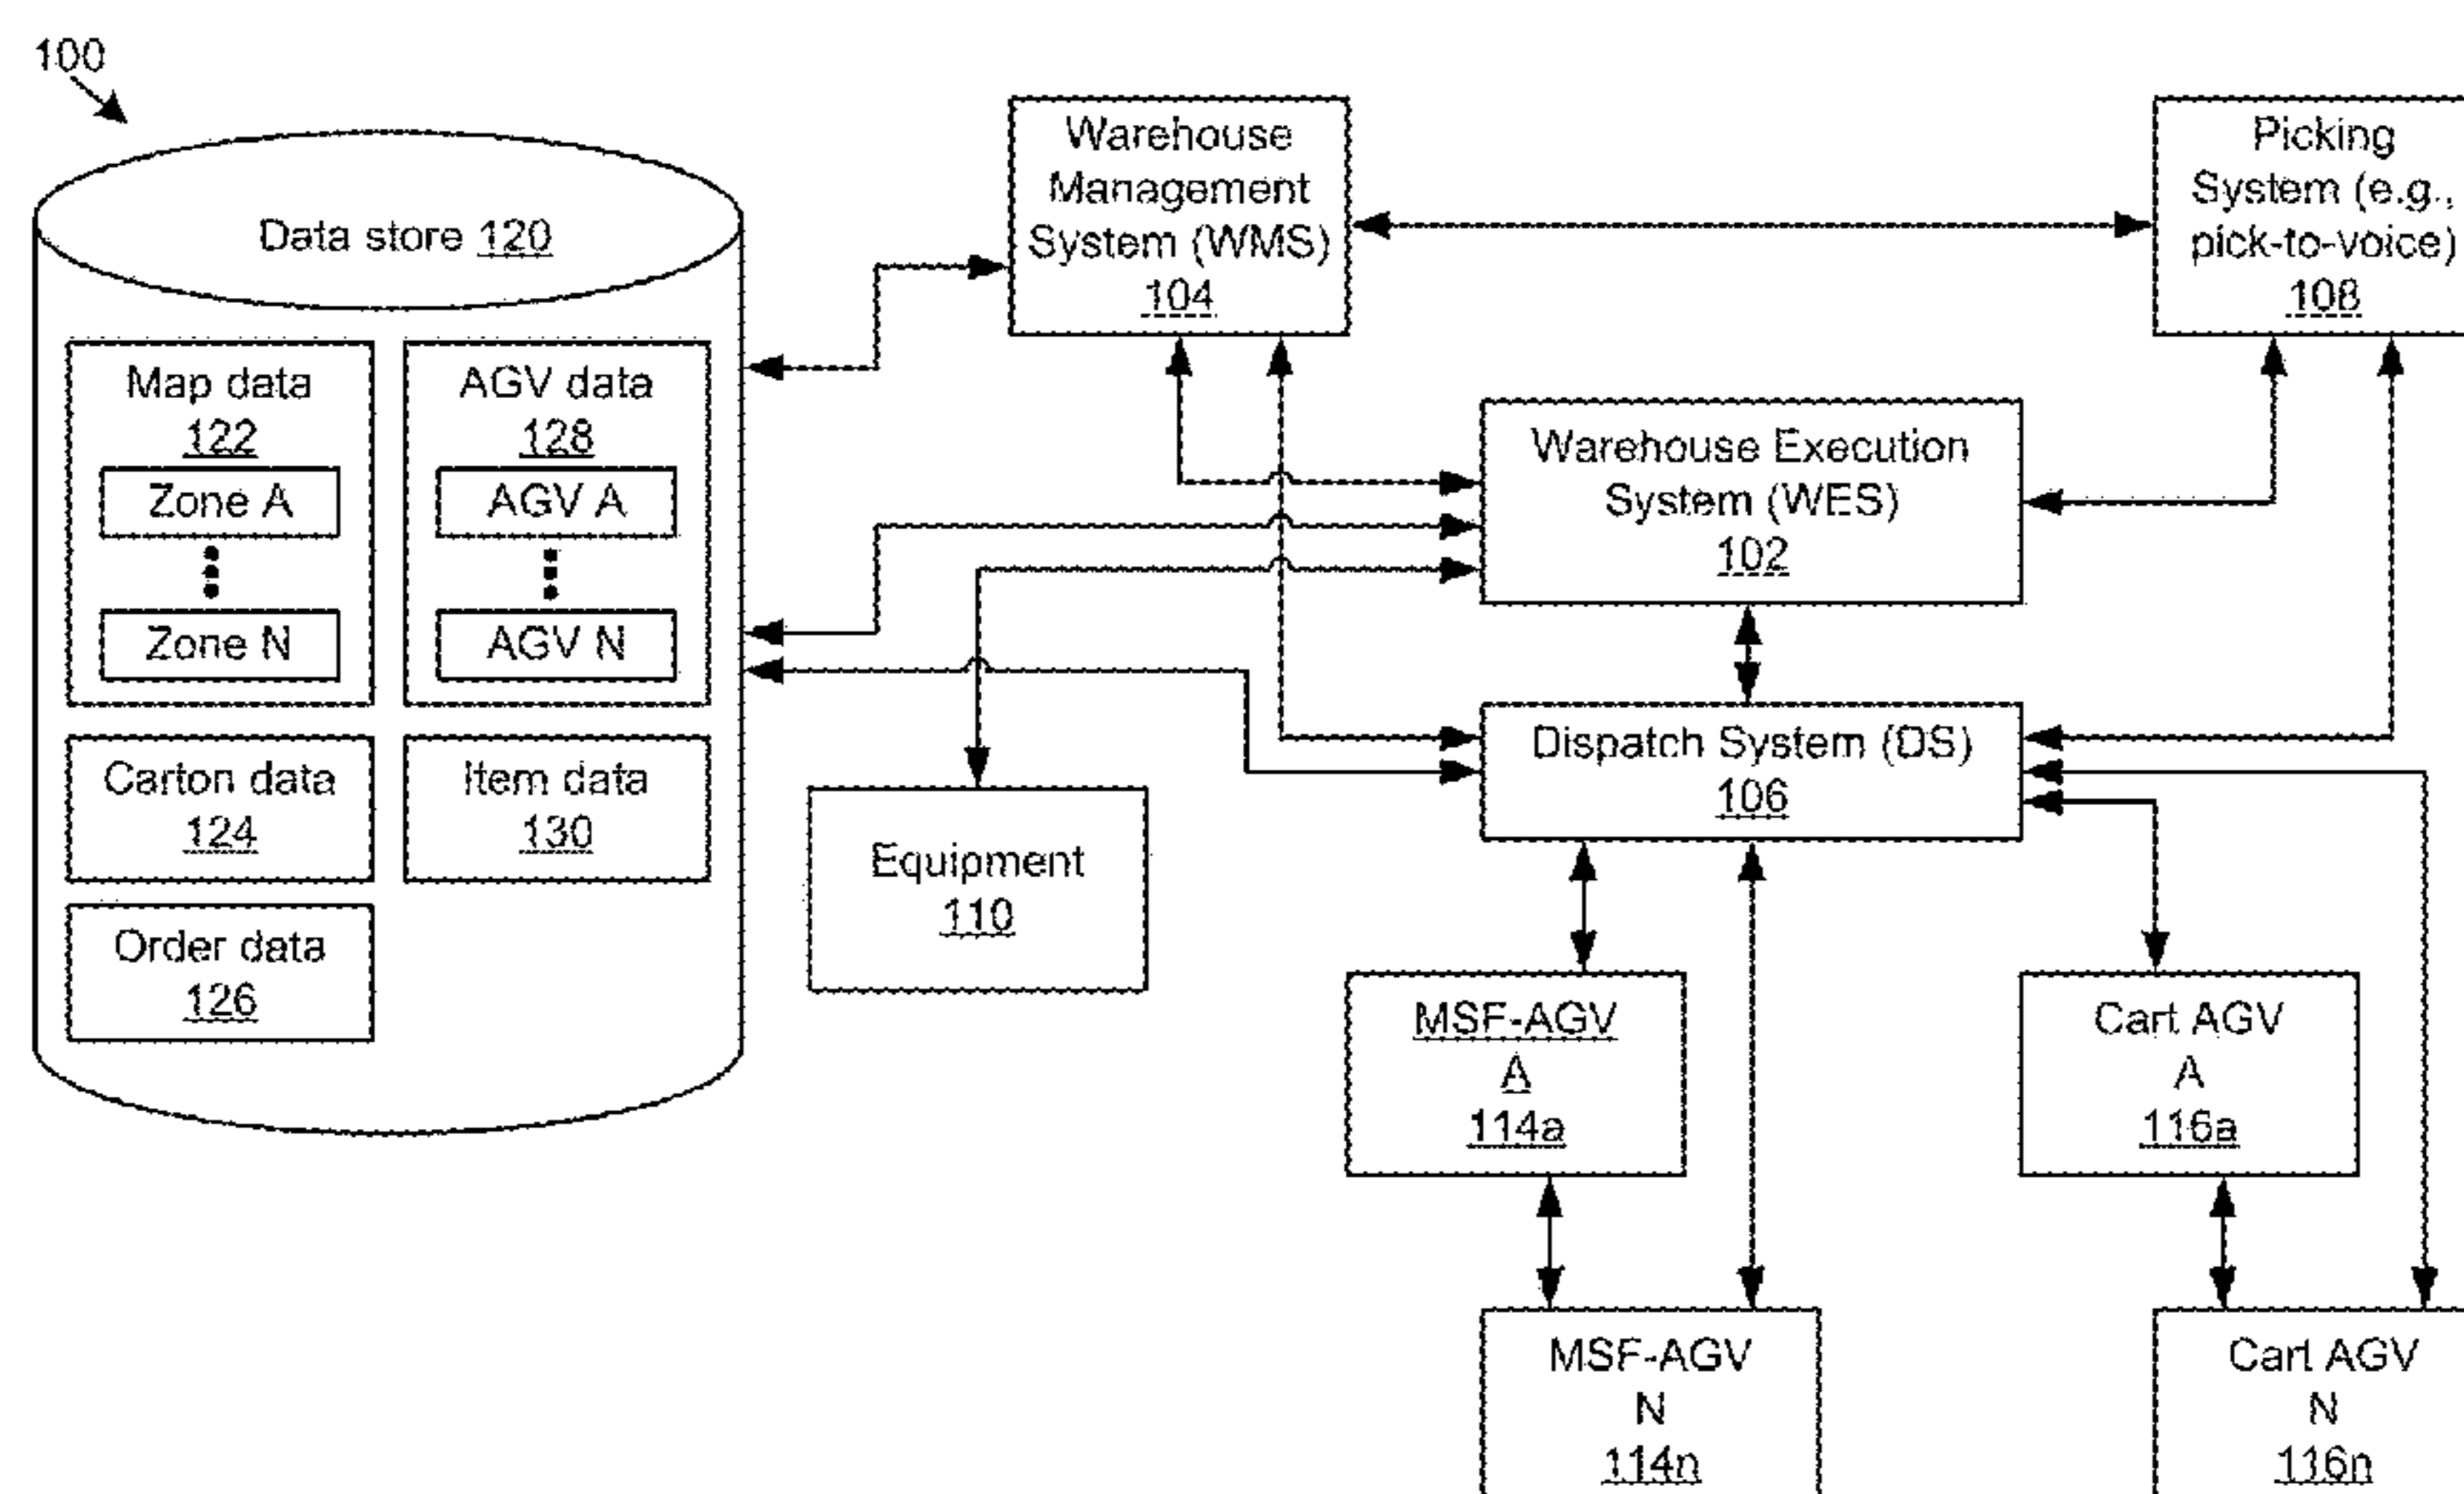 100
Data store 120
Map data
122
Zone A
Zone N
AGV data
128
AGV A
AGV N
Carton data
124
Item data
130
Order data
126
Warehouse
Management
System (WMS)
104
Picking
System (e.g.,
pick-to-voice)
108
Warehouse Execution
System (WES)
102
Dispatch System (DS)
106
Equipment
110
MSF-AGV
A
114a
Cart AGV
A
116a
MSF-AGV
N
114n
Cart AGV
N
116n